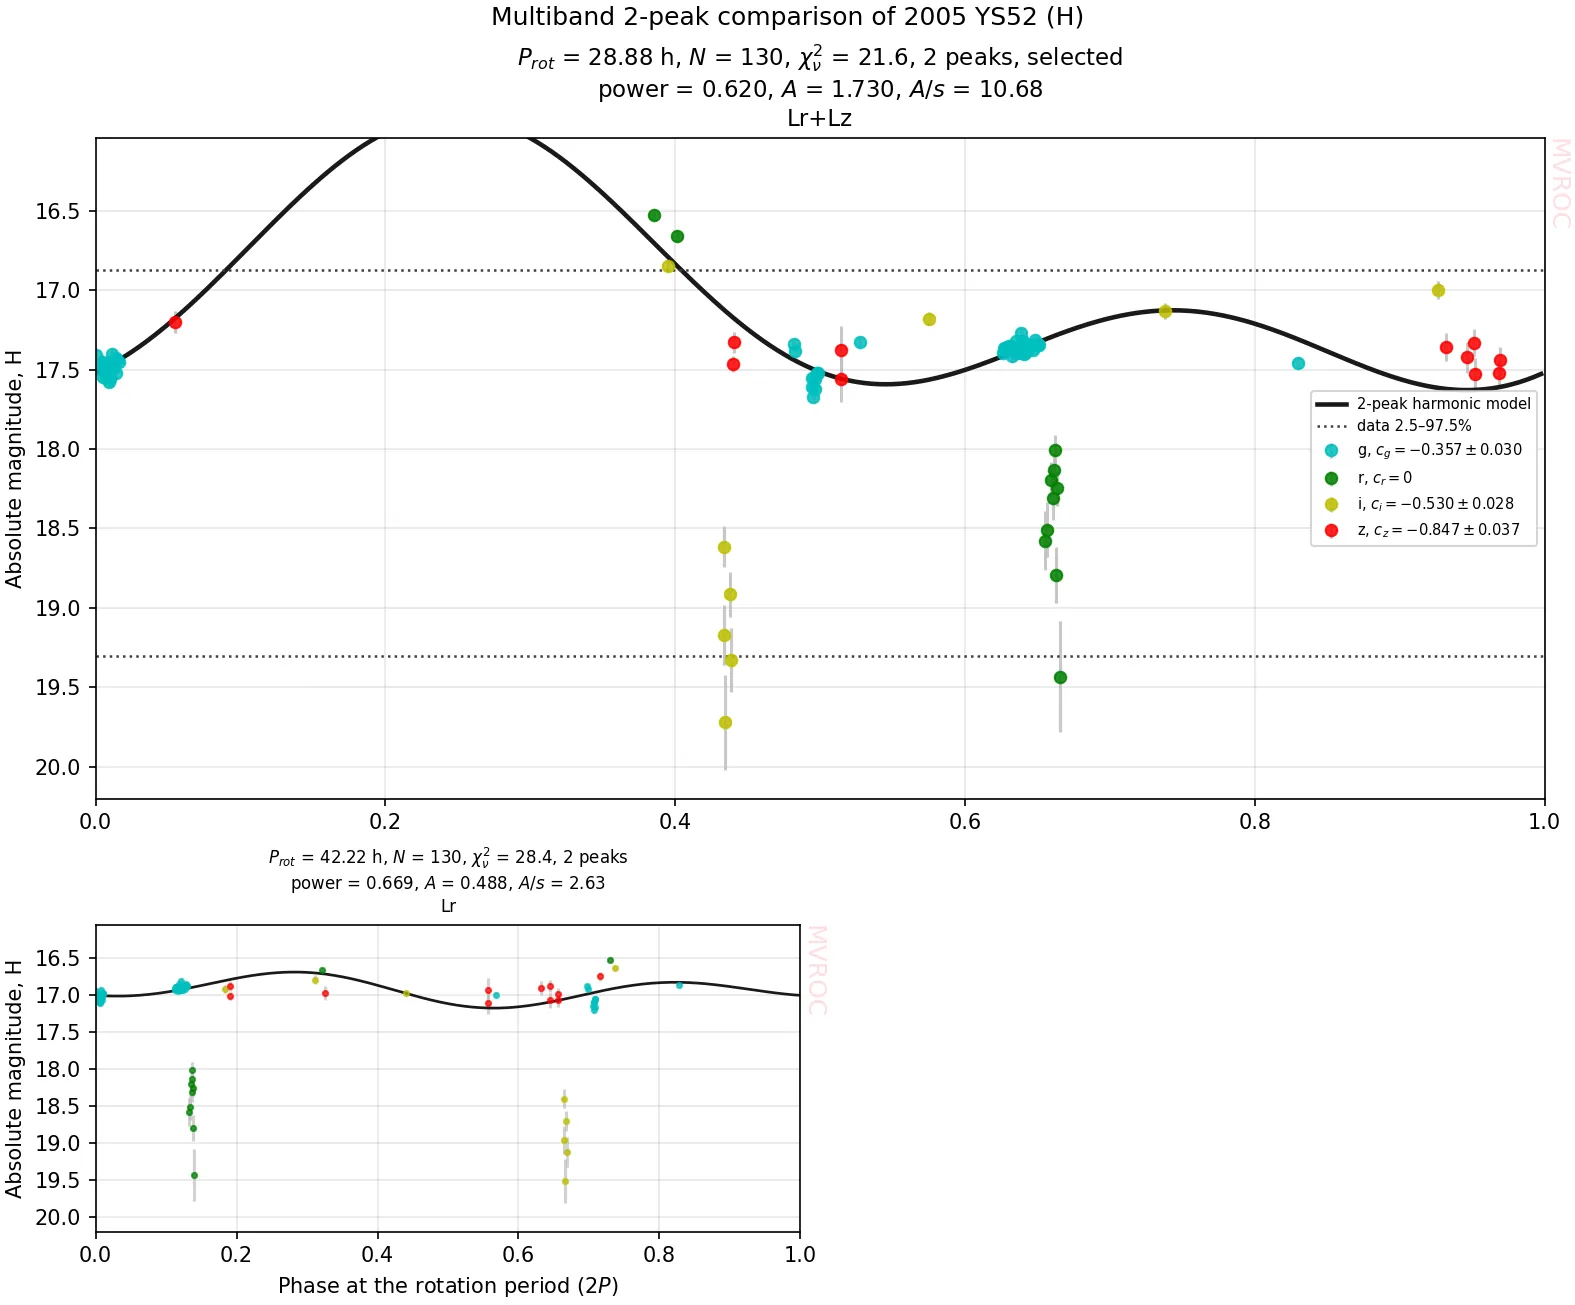 Multiband 2-peak comparison of 2005 YS52 (H)
P_rot = 28.88 h, N = 130, χ²_ν = 21.6, 2 peaks, selected
power = 0.620, A = 1.730, A/s = 10.68
Lr+Lz
MVROC
Absolute magnitude, H
16.5
17.0
17.5
18.0
18.5
19.0
19.5
20.0
2-peak harmonic model
data 2.5–97.5%
g, c_g = −0.357 ± 0.030
r, c_r = 0
i, c_i = −0.530 ± 0.028
z, c_z = −0.847 ± 0.037
0.0 0.2 0.4 0.6 0.8 1.0
P_rot = 42.22 h, N = 130, χ²_ν = 28.4, 2 peaks
power = 0.669, A = 0.488, A/s = 2.63
Lr
MVROC
Absolute magnitude, H
16.5
17.0
17.5
18.0
18.5
19.0
19.5
20.0
0.0 0.2 0.4 0.6 0.8 1.0
Phase at the rotation period (2P)